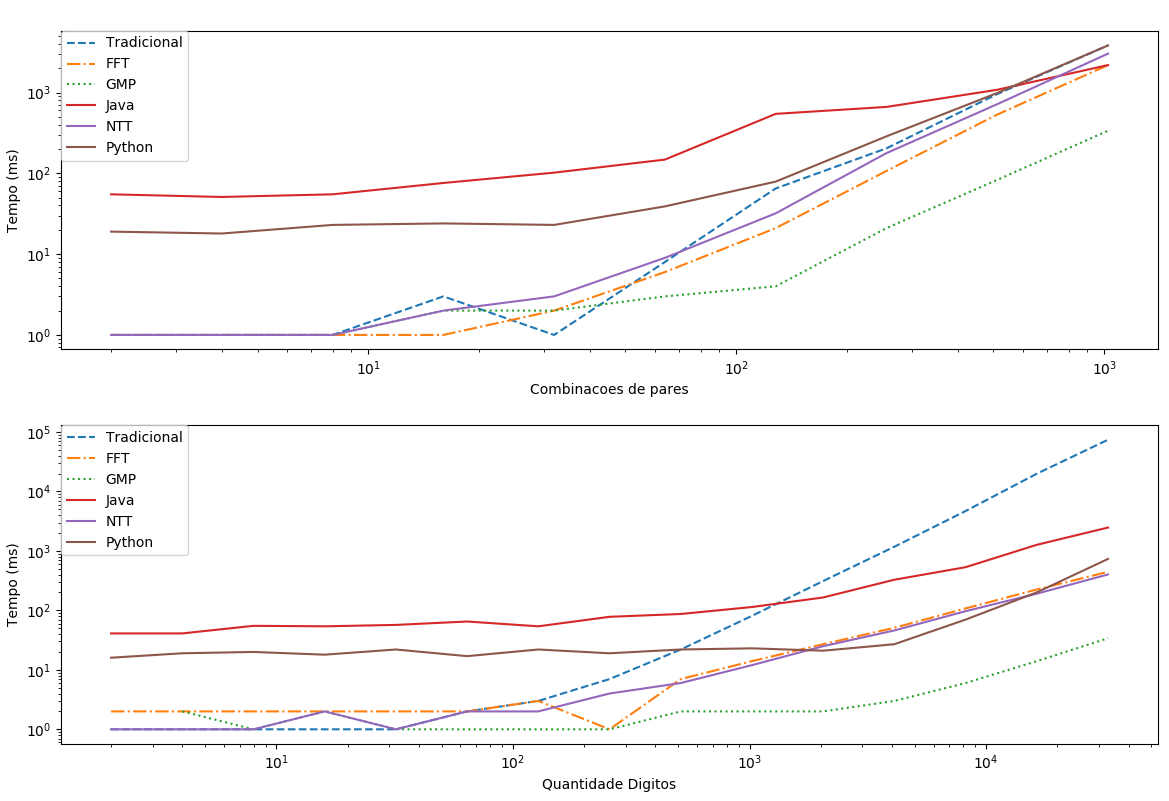 Tradicional
FFT
GMP
Java
NTT
Python
Tempo (ms)
10³
10²
10¹
10⁰
10¹ 10² 10³
Combinacoes de pares
Tradicional
FFT
GMP
Java
NTT
Python
Tempo (ms)
10⁵
10⁴
10³
10²
10¹
10⁰
10¹ 10² 10³ 10⁴
Quantidade Digitos